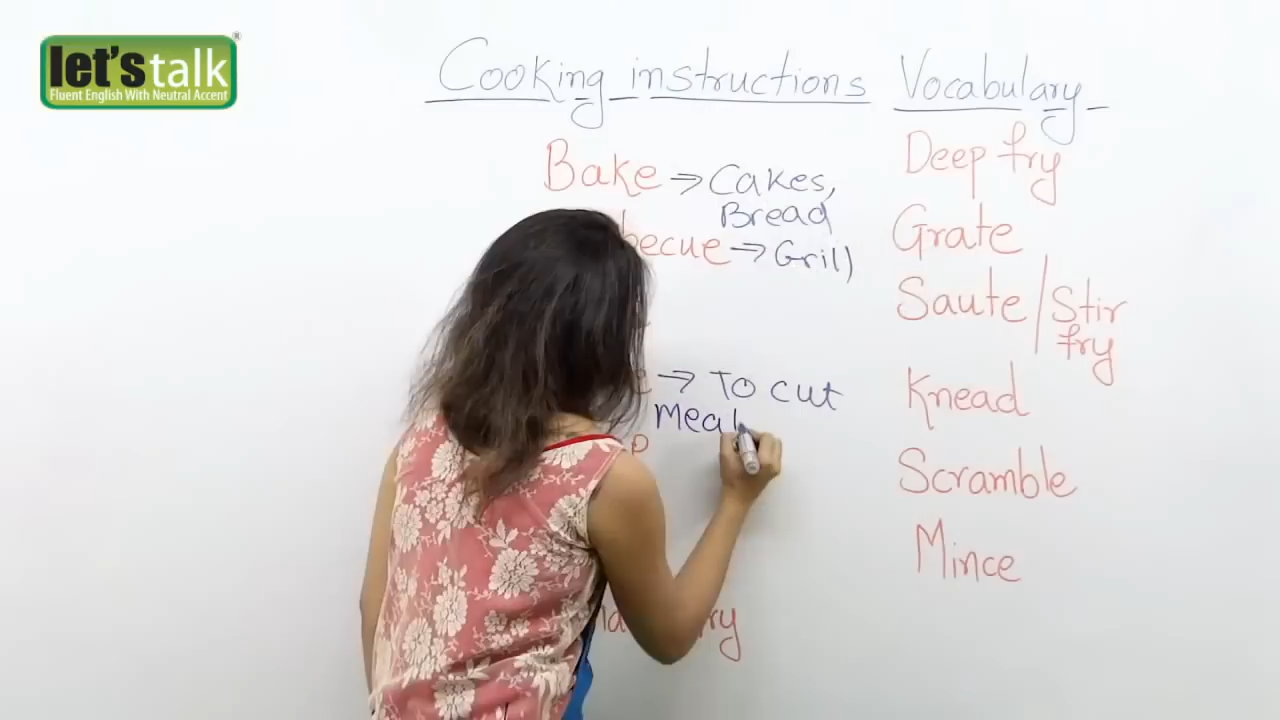 let's talk
Fluent English With Neutral Accent
Cooking instructions Vocabulary
Bake → Cakes,
Bread
becue → Grill
→ To cut
Deep fry
Grate
Saute / Stir
fry
Knead
Scramble
Mince